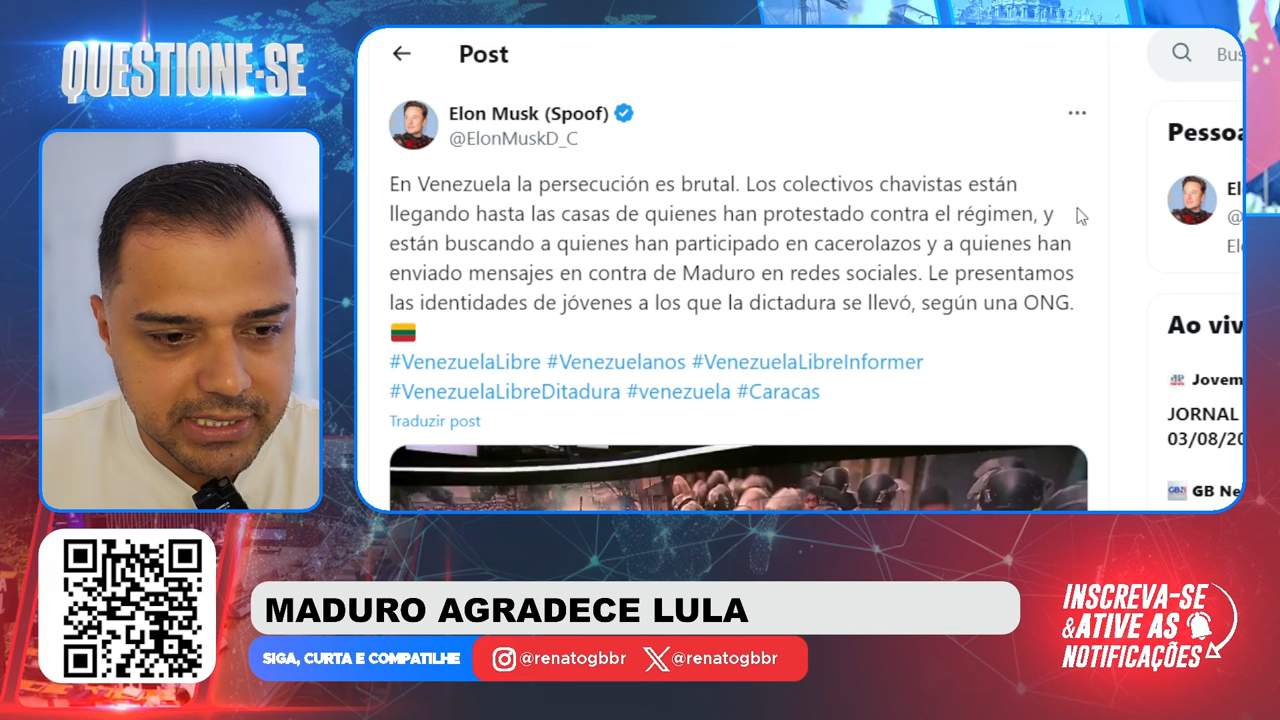 QUESTIONE-SE
Post
Bus
Elon Musk (Spoof)
@ElonMuskD_C
En Venezuela la persecución es brutal. Los colectivos chavistas están
llegando hasta las casas de quienes han protestado contra el régimen, y
están buscando a quienes han participado en cacerolazos y a quienes han
enviado mensajes en contra de Maduro en redes sociales. Le presentamos
las identidades de jóvenes a los que la dictadura se llevó, según una ONG.
#VenezuelaLibre #Venezuelanos #VenezuelaLibreInformer
#VenezuelaLibreDitadura #venezuela #Caracas
Traduzir post
Pessoa
El
@
Elo
Ao viv
Jovem
JORNAL
03/08/20
GB Ne
MADURO AGRADECE LULA
SIGA, CURTA E COMPATILHE
@renatogbbr
@renatogbbr
INSCREVA-SE
&ATIVE AS
NOTIFICAÇÕES